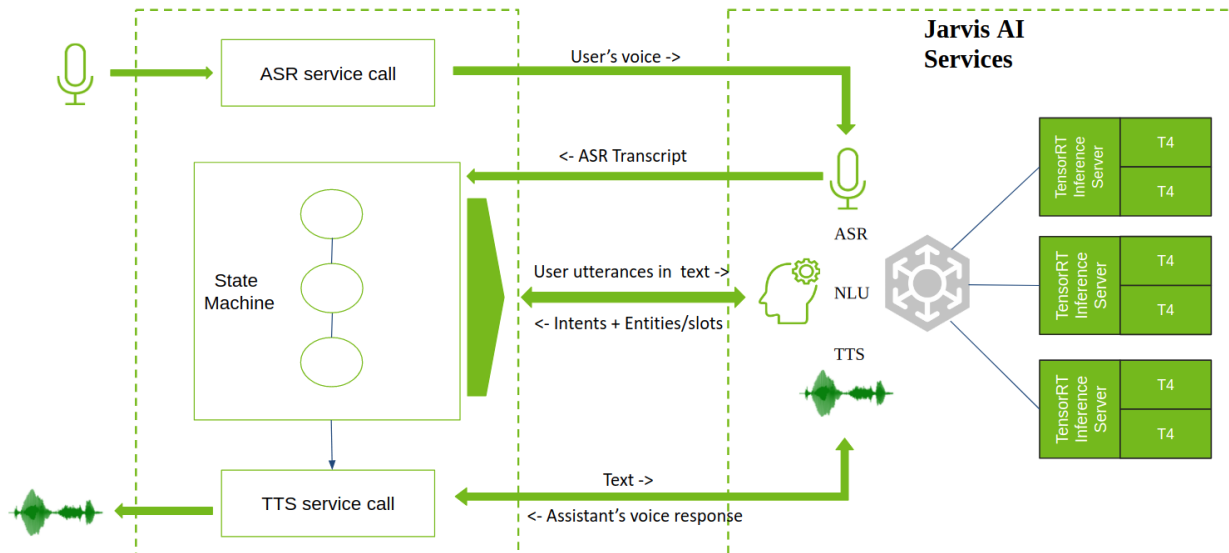 Jarvis AI
Services
ASR service call
User's voice ->
<- ASR Transcript
State
Machine
User utterances in  text ->
<- Intents + Entities/slots
ASR
NLU
TTS
TensorRT
Inference
Server
T4
T4
TensorRT
Inference
Server
T4
T4
TensorRT
Inference
Server
T4
T4
TTS service call
Text ->
<- Assistant's voice response